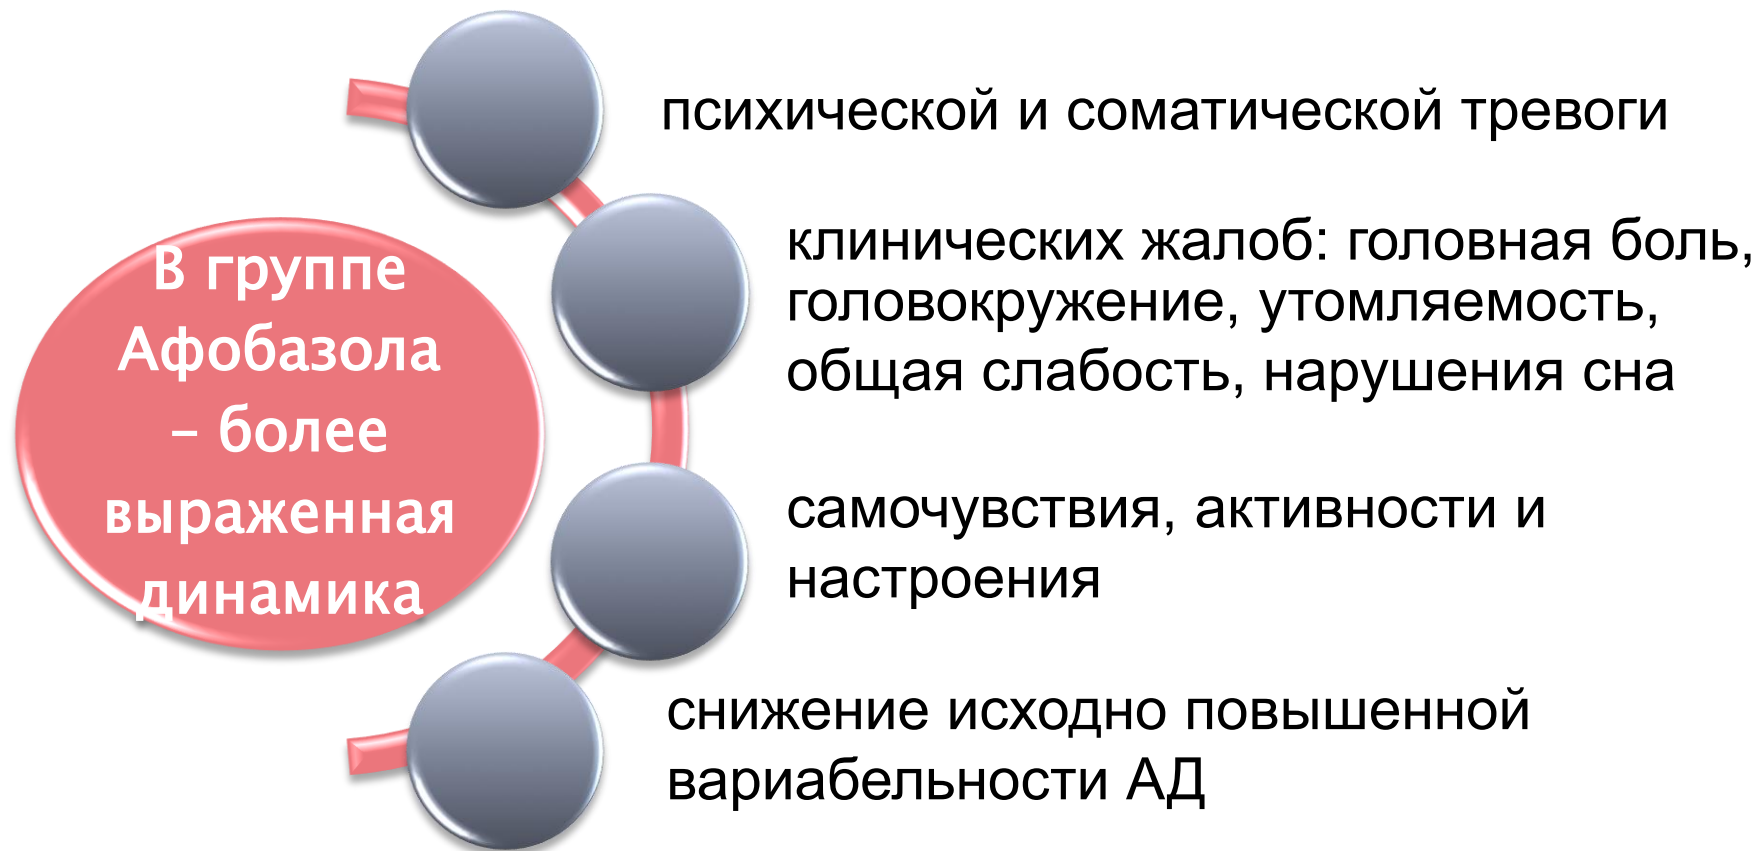 В группе
Афобазола
– более
выраженная
динамика
психической и соматической тревоги
клинических жалоб: головная боль,
головокружение, утомляемость,
общая слабость, нарушения сна
самочувствия, активности и
настроения
снижение исходно повышенной
вариабельности АД